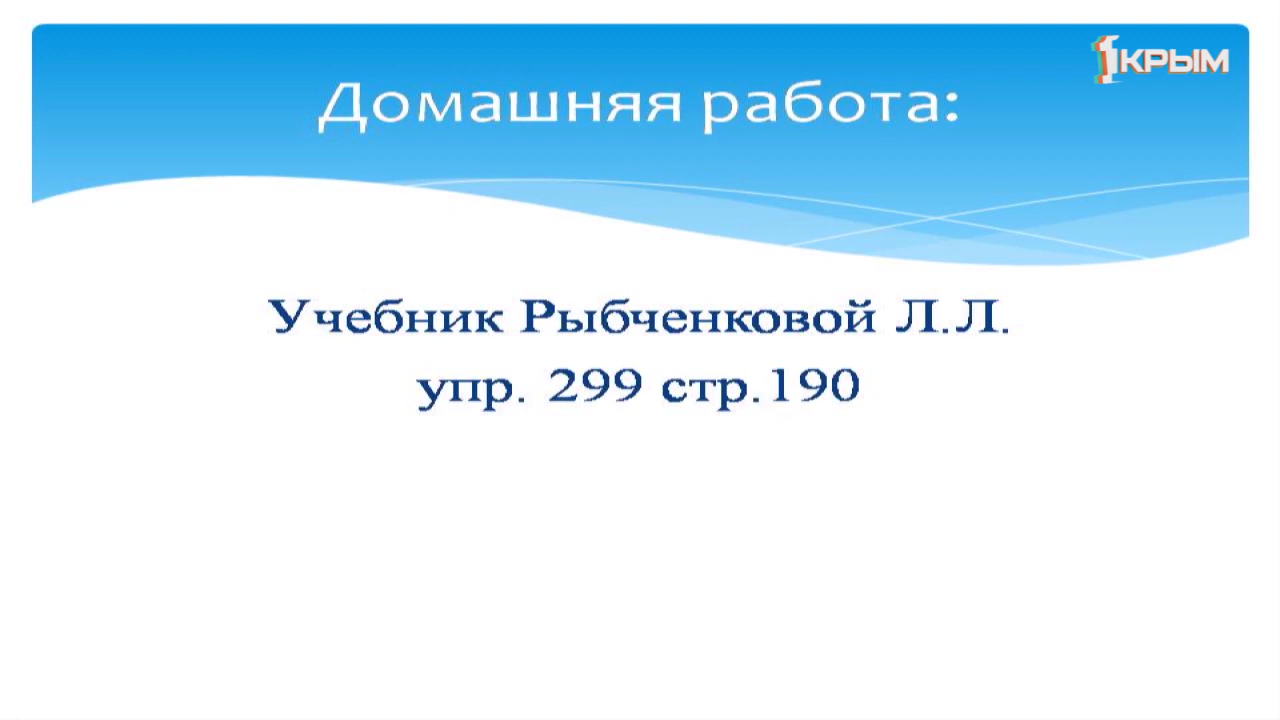 1КРЫМ
Домашняя работа:
Учебник Рыбченковой Л.Л.
упр. 299 стр.190